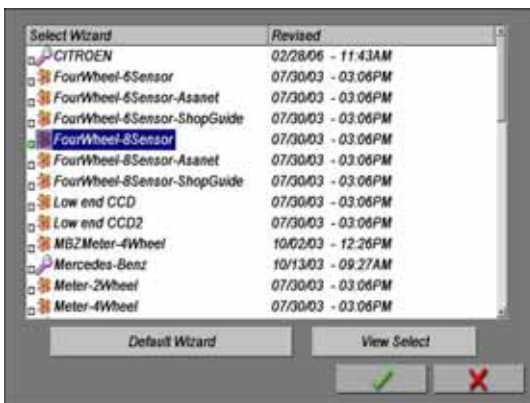 Select Wizard Revised
CITROEN 02/28/06 - 11:43AM
FourWheel-6Sensor 07/30/03 - 03:06PM
FourWheel-6Sensor-Asanet 07/30/03 - 03:06PM
FourWheel-6Sensor-ShopGuide 07/30/03 - 03:06PM
FourWheel-8Sensor 07/30/03 - 03:06PM
FourWheel-8Sensor-Asanet 07/30/03 - 03:06PM
FourWheel-8Sensor-ShopGuide 07/30/03 - 03:06PM
Low end CCD 07/30/03 - 03:06PM
Low end CCD2 07/30/03 - 03:06PM
MBZMeter-4Wheel 10/02/03 - 12:26PM
Mercedes-Benz 10/13/03 - 09:27AM
Meter-2Wheel 07/30/03 - 03:06PM
Meter-4Wheel 07/30/03 - 03:06PM
Default Wizard View Select